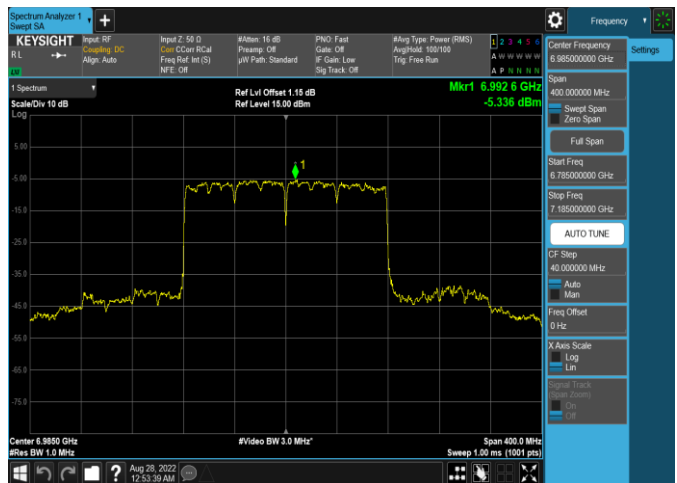 Spectrum Analyzer 1
Swept SA
+
Frequency
KEYSIGHT
RL
Input: RF
Coupling: DC
Align: Auto
Input Z: 50 Ω
Corr CCorr RCal
Freq Ref: Int (S)
NFE: Off
#Atten: 16 dB
Preamp: Off
µW Path: Standard
PNO: Fast
Gate: Off
IF Gain: Low
Sig Track: Off
#Avg Type: Power (RMS)
Avg|Hold: 100/100
Trig: Free Run
1 2 3 4 5 6
A W W W W W
A P N N N N
LW
1 Spectrum
Scale/Div 10 dB
Log
Ref Lvl Offset 1.15 dB
Ref Level 15.00 dBm
Mkr1 6.992 6 GHz
-5.336 dBm
5.00
-5.00
-15.0
-25.0
-35.0
-45.0
-55.0
-65.0
-75.0
1
Center 6.9850 GHz
#Res BW 1.0 MHz
#Video BW 3.0 MHz*
Span 400.0 MHz
Sweep 1.00 ms (1001 pts)
Center Frequency
6.985000000 GHz
Settings
Span
400.000000 MHz
Swept Span
Zero Span
Full Span
Start Freq
6.785000000 GHz
Stop Freq
7.185000000 GHz
AUTO TUNE
CF Step
40.000000 MHz
Auto
Man
Freq Offset
0 Hz
X Axis Scale
Log
Lin
Signal Track
(Span Zoom)
On
Off
?
Aug 28, 2022
12:53:39 AM